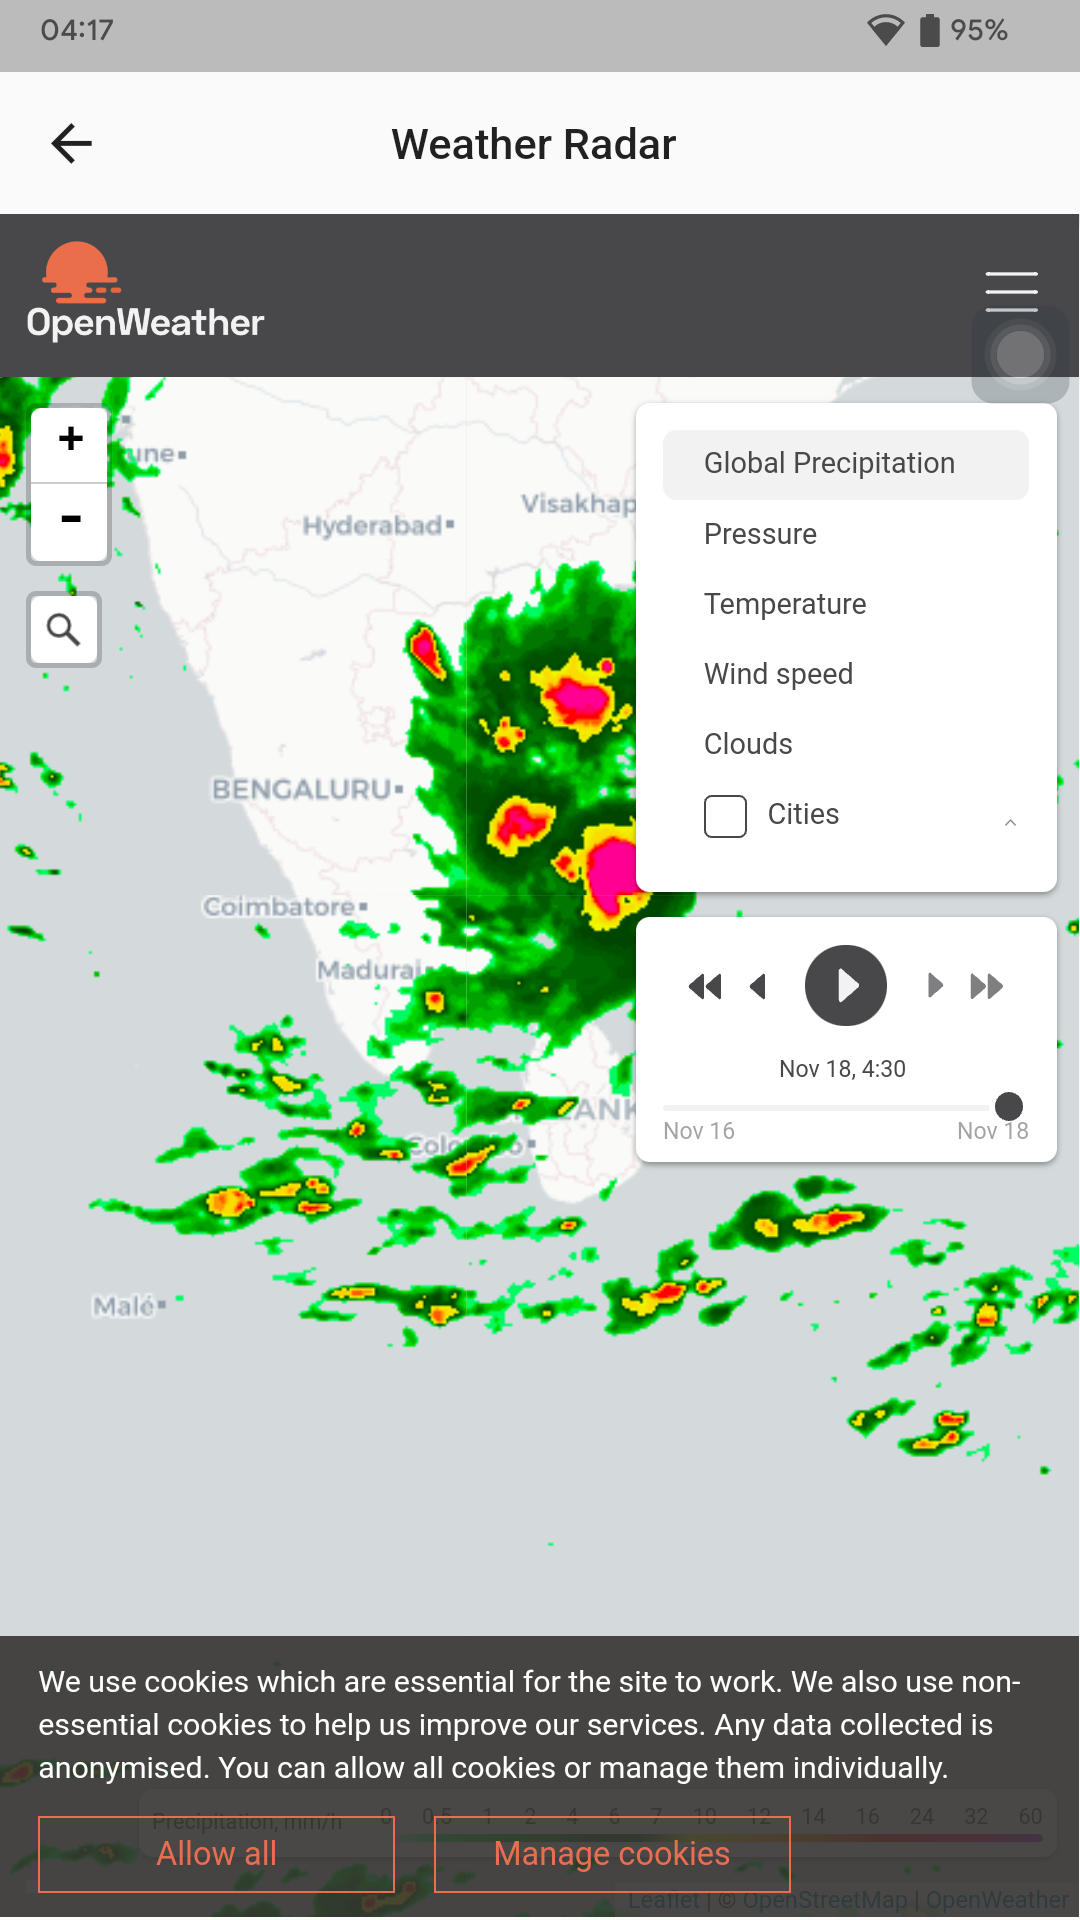 04:17
95%
Weather Radar
OpenWeather
+
-
une
Hyderabad
Visakhap
BENGALURU
Coimbatore
Madurai
Malé
Global Precipitation
Pressure
Temperature
Wind speed
Clouds
Cities
Nov 18, 4:30
Nov 16
Nov 18
ANK
We use cookies which are essential for the site to work. We also use non-
essential cookies to help us improve our services. Any data collected is
anonymised. You can allow all cookies or manage them individually.
Precipitation, mm/h 0 0.5 1 2 4 6 7 10 12 14 16 24 32 60
Allow all
Manage cookies
Leaflet | © OpenStreetMap | OpenWeather